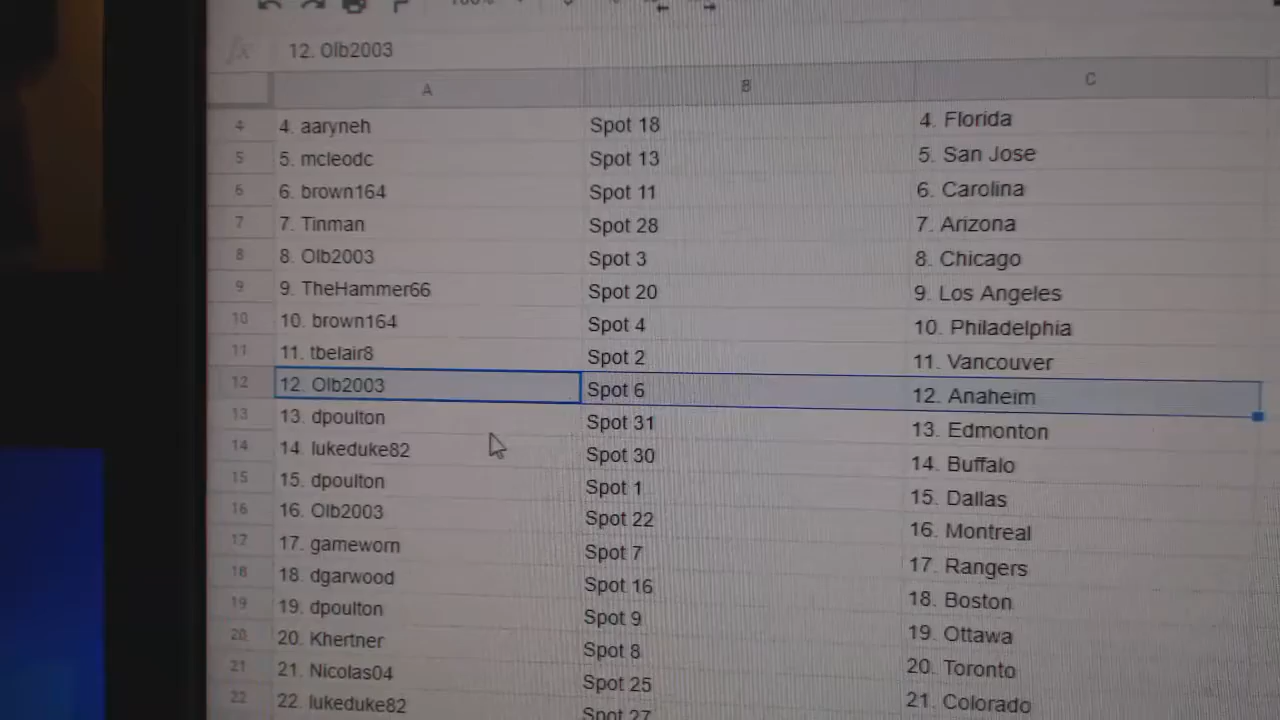 12. Olb2003
A B C
4 4. aaryneh Spot 18 4. Florida
5 5. mcleodc Spot 13 5. San Jose
6 6. brown164 Spot 11 6. Carolina
7 7. Tinman Spot 28 7. Arizona
8 8. Olb2003 Spot 3 8. Chicago
9 9. TheHammer66 Spot 20 9. Los Angeles
10 10. brown164 Spot 4 10. Philadelphia
11 11. tbelair8 Spot 2 11. Vancouver
12 12. Olb2003 Spot 6 12. Anaheim
13 13. dpoulton Spot 31 13. Edmonton
14 14. lukeduke82 Spot 30 14. Buffalo
15 15. dpoulton Spot 1 15. Dallas
16 16. Olb2003 Spot 22 16. Montreal
17 17. gameworn Spot 7 17. Rangers
18 18. dgarwood Spot 16 18. Boston
19 19. dpoulton Spot 9 19. Ottawa
20 20. Khertner Spot 8 20. Toronto
21 21. Nicolas04 Spot 25 21. Colorado
22 22. lukeduke82 Spot 27